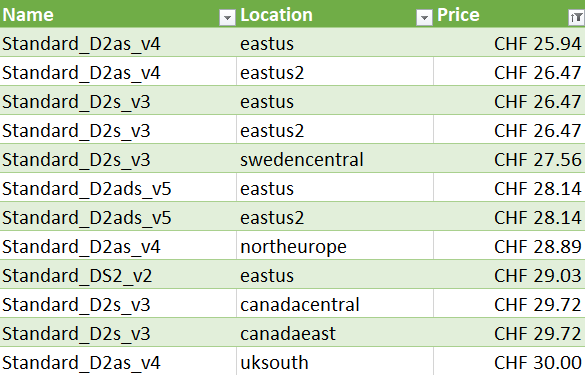 Name Location Price
Standard_D2as_v4 eastus CHF 25.94
Standard_D2as_v4 eastus2 CHF 26.47
Standard_D2s_v3 eastus CHF 26.47
Standard_D2s_v3 eastus2 CHF 26.47
Standard_D2s_v3 swedencentral CHF 27.56
Standard_D2ads_v5 eastus CHF 28.14
Standard_D2ads_v5 eastus2 CHF 28.14
Standard_D2as_v4 northeurope CHF 28.89
Standard_DS2_v2 eastus CHF 29.03
Standard_D2s_v3 canadacentral CHF 29.72
Standard_D2s_v3 canadaeast CHF 29.72
Standard_D2as_v4 uksouth CHF 30.00